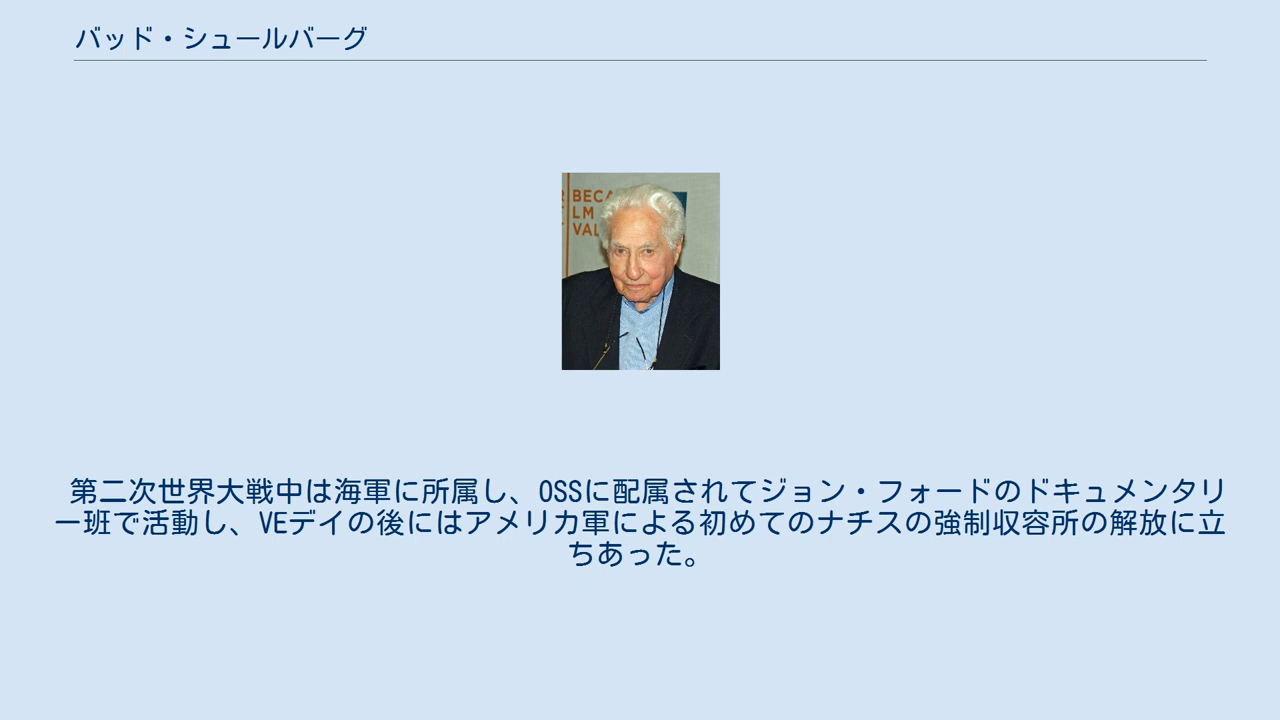 バッド・シュールバーグ
BECA
LM
VAL
第二次世界大戦中は海軍に所属し、OSSに配属されてジョン・フォードのドキュメンタリ
ー班で活動し、VEデイの後にはアメリカ軍による初めてのナチスの強制収容所の解放に立
ちあった。